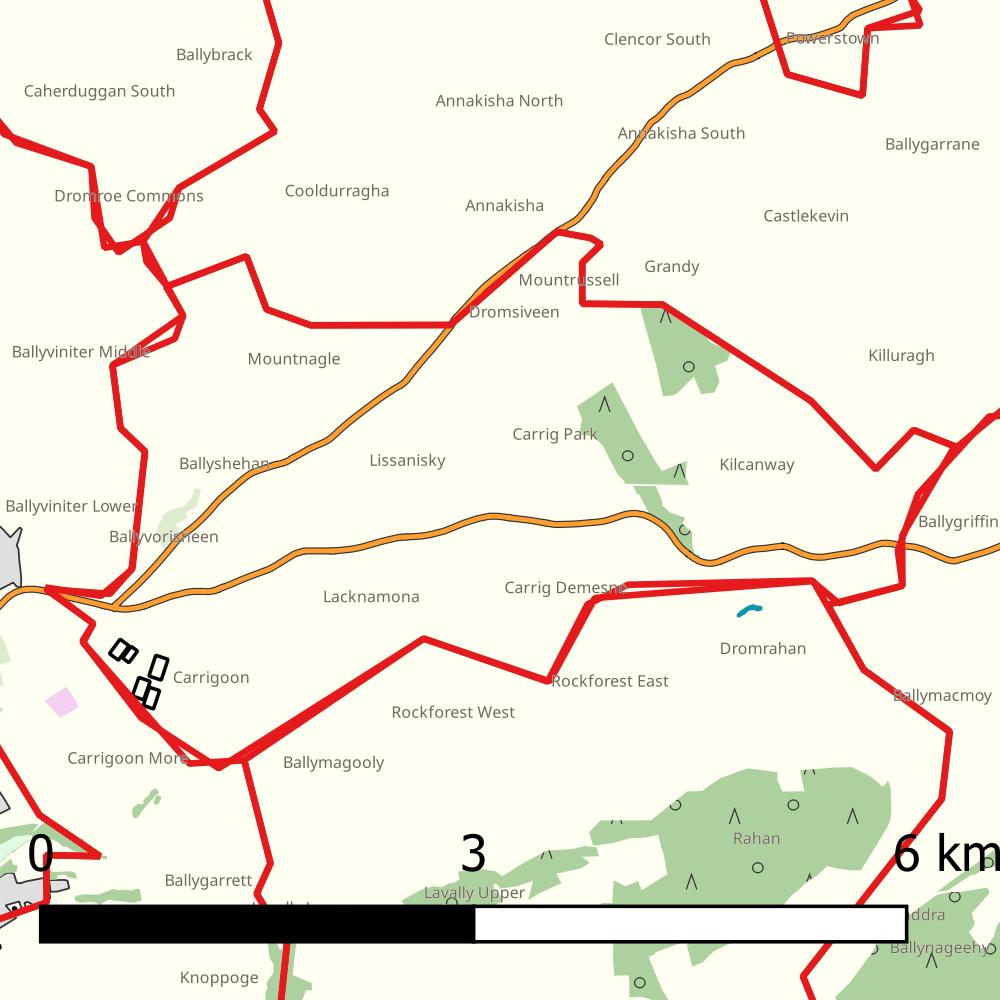 Clencor South
Powerstown
Ballybrack
Caherduggan South
Annakisha North
Annakisha South
Ballygarrane
Dromroe Commons
Cooldurragha
Annakisha
Castlekevin
Grandy
Mountrussell
Dromsiveen
Ballyviniter Middle
Mountnagle
Killuragh
Carrig Park
Ballyshehan
Lissanisky
Kilcanway
Ballyviniter Lower
Ballygriffin
Ballyvorisheen
Carrig Demesne
Lacknamona
Dromrahan
Carrigoon
Rockforest East
Ballymacmoy
Rockforest West
Carrigoon More
Ballymagooly
Rahan
0 3 6 km
Ballygarrett
Lavally Upper
ddra
Ballynageehy
Knoppoge